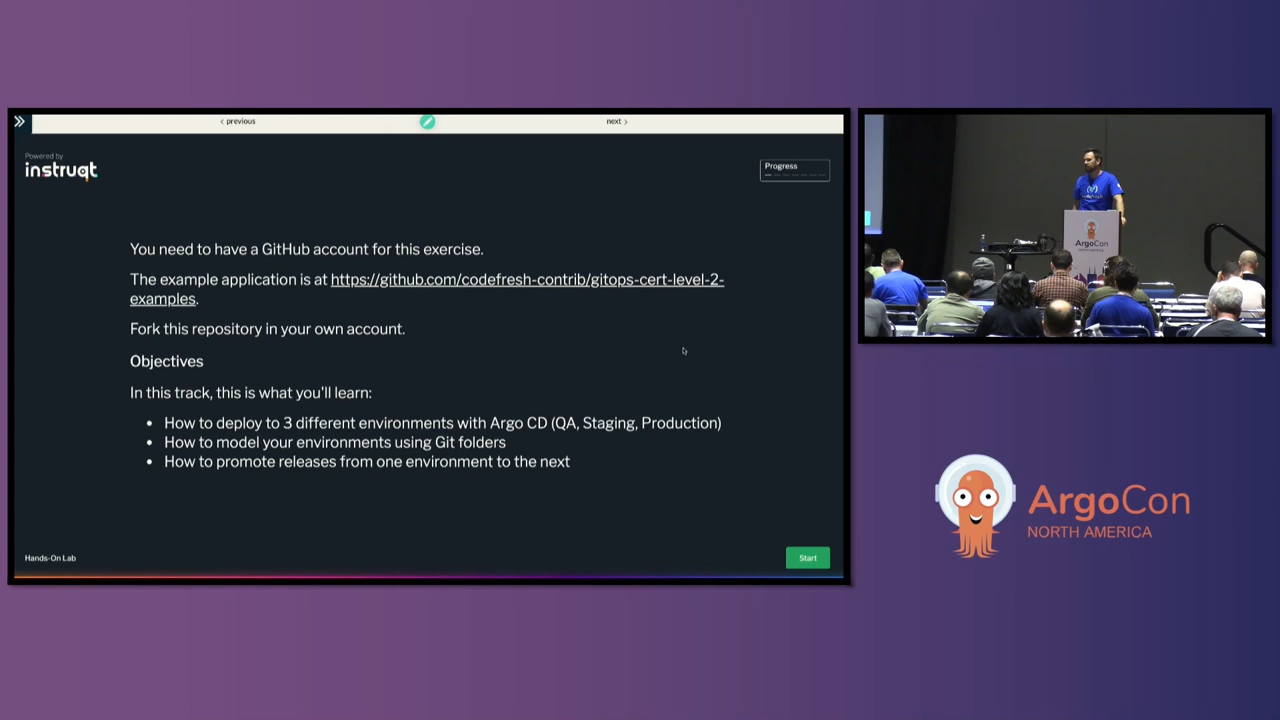 ‹ previous
next ›
Powered by
instruqt
Progress
You need to have a GitHub account for this exercise.
The example application is at https://github.com/codefresh-contrib/gitops-cert-level-2-
examples.
Fork this repository in your own account.
Objectives
In this track, this is what you'll learn:
• How to deploy to 3 different environments with Argo CD (QA, Staging, Production)
• How to model your environments using Git folders
• How to promote releases from one environment to the next
Hands-On Lab
Start
ArgoCon
ArgoCon
NORTH AMERICA